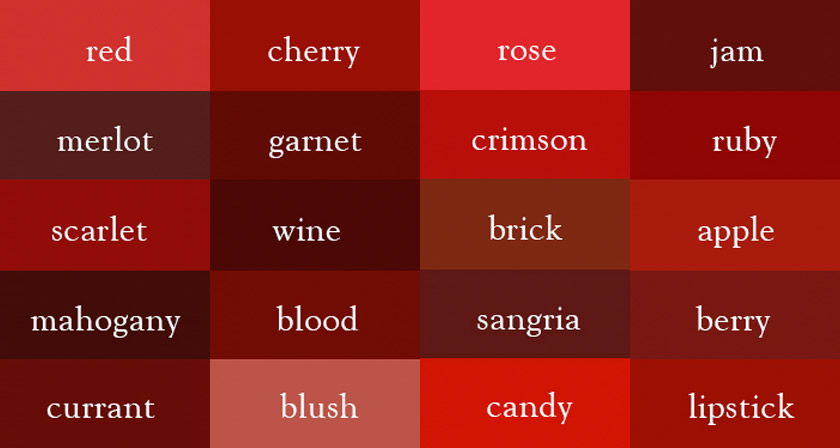 red cherry rose jam
merlot garnet crimson ruby
scarlet wine brick apple
mahogany blood sangria berry
currant blush candy lipstick